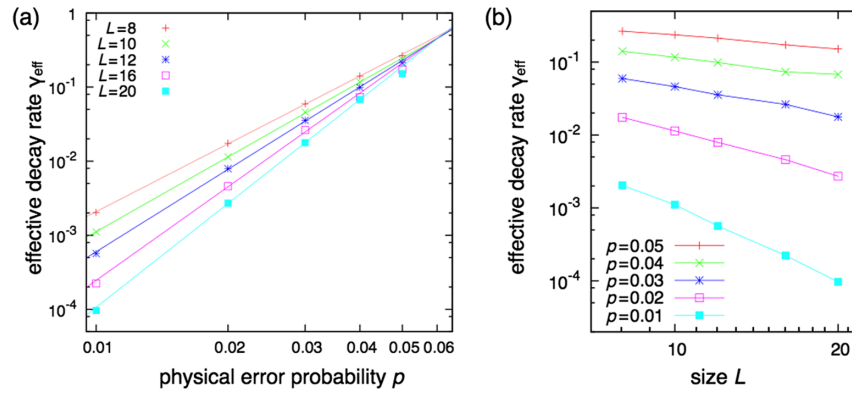 (a)
L=8
L=10
L=12
L=16
L=20
effective decay rate γeff
1
10⁻¹
10⁻²
10⁻³
10⁻⁴
0.01 0.02 0.03 0.04 0.05 0.06
physical error probability p
(b)
effective decay rate γeff
10⁻¹
10⁻²
10⁻³
10⁻⁴
p=0.05
p=0.04
p=0.03
p=0.02
p=0.01
10 20
size L